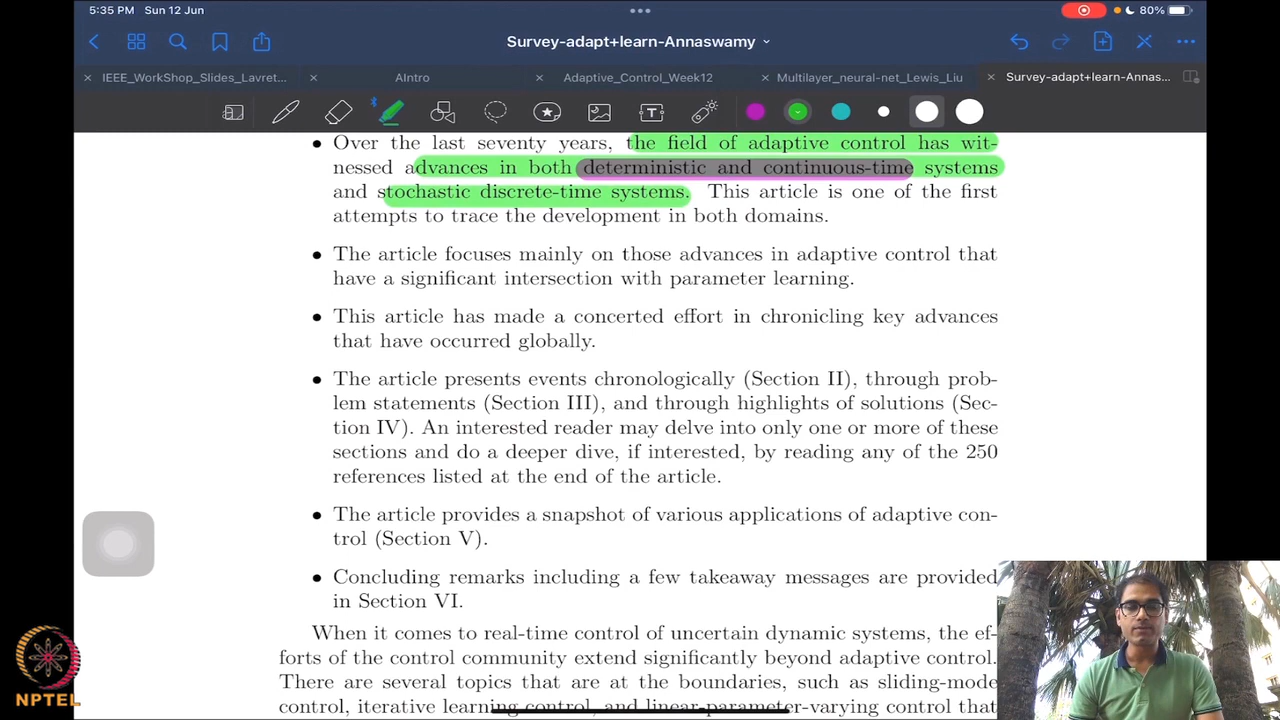 5:35 PM Sun 12 Jun
80%
Survey-adapt+learn-Annaswamy
IEEE_WorkShop_Slides_Lavret...
AIntro
Adaptive_Control_Week12
Multilayer_neural-net_Lewis_Liu
Survey-adapt+learn-Annas...
• Over the last seventy years, the field of adaptive control has wit-
nessed advances in both deterministic and continuous-time systems
and stochastic discrete-time systems. This article is one of the first
attempts to trace the development in both domains.
• The article focuses mainly on those advances in adaptive control that
have a significant intersection with parameter learning.
• This article has made a concerted effort in chronicling key advances
that have occurred globally.
• The article presents events chronologically (Section II), through prob-
lem statements (Section III), and through highlights of solutions (Sec-
tion IV). An interested reader may delve into only one or more of these
sections and do a deeper dive, if interested, by reading any of the 250
references listed at the end of the article.
• The article provides a snapshot of various applications of adaptive con-
trol (Section V).
• Concluding remarks including a few takeaway messages are provided
in Section VI.
When it comes to real-time control of uncertain dynamic systems, the ef-
forts of the control community extend significantly beyond adaptive control.
There are several topics that are at the boundaries, such as sliding-mode
control, iterative learning control, and linear-parameter-varying control that
NPTEL